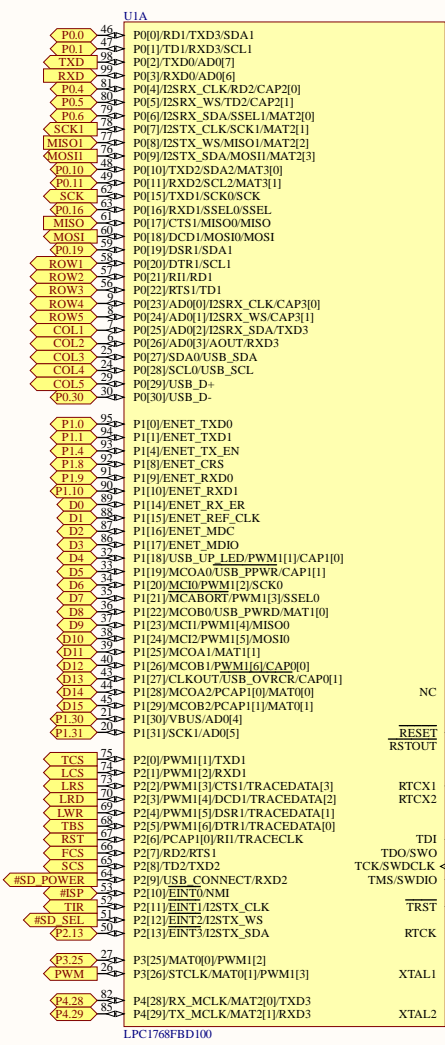 U1A
P0.0 46 P0[0]/RD1/TXD3/SDA1
P0.1 47 P0[1]/TD1/RXD3/SCL1
TXD 98 P0[2]/TXD0/AD0[7]
RXD 99 P0[3]/RXD0/AD0[6]
P0.4 81 P0[4]/I2SRX_CLK/RD2/CAP2[0]
P0.5 80 P0[5]/I2SRX_WS/TD2/CAP2[1]
P0.6 79 P0[6]/I2SRX_SDA/SSEL1/MAT2[0]
SCK1 78 P0[7]/I2STX_CLK/SCK1/MAT2[1]
MISO1 77 P0[8]/I2STX_WS/MISO1/MAT2[2]
MOSI1 76 P0[9]/I2STX_SDA/MOSI1/MAT2[3]
P0.10 48 P0[10]/TXD2/SDA2/MAT3[0]
P0.11 49 P0[11]/RXD2/SCL2/MAT3[1]
SCK 62 P0[15]/TXD1/SCK0/SCK
P0.16 63 P0[16]/RXD1/SSEL0/SSEL
MISO 61 P0[17]/CTS1/MISO0/MISO
MOSI 60 P0[18]/DCD1/MOSI0/MOSI
P0.19 59 P0[19]/DSR1/SDA1
ROW1 58 P0[20]/DTR1/SCL1
ROW2 57 P0[21]/RI1/RD1
ROW3 56 P0[22]/RTS1/TD1
ROW4 9 P0[23]/AD0[0]/I2SRX_CLK/CAP3[0]
ROW5 8 P0[24]/AD0[1]/I2SRX_WS/CAP3[1]
COL1 7 P0[25]/AD0[2]/I2SRX_SDA/TXD3
COL2 6 P0[26]/AD0[3]/AOUT/RXD3
COL3 25 P0[27]/SDA0/USB_SDA
COL4 24 P0[28]/SCL0/USB_SCL
COL5 29 P0[29]/USB_D+
P0.30 30 P0[30]/USB_D-
P1.0 95 P1[0]/ENET_TXD0
P1.1 94 P1[1]/ENET_TXD1
P1.4 93 P1[4]/ENET_TX_EN
P1.8 92 P1[8]/ENET_CRS
P1.9 91 P1[9]/ENET_RXD0
P1.10 90 P1[10]/ENET_RXD1
D0 89 P1[14]/ENET_RX_ER
D1 88 P1[15]/ENET_REF_CLK
D2 87 P1[16]/ENET_MDC
D3 86 P1[17]/ENET_MDIO
D4 32 P1[18]/USB_UP_LED/PWM1[1]/CAP1[0]
D5 33 P1[19]/MCOA0/USB_PPWR/CAP1[1]
D6 34 P1[20]/MCI0/PWM1[2]/SCK0
D7 35 P1[21]/MCABORT/PWM1[3]/SSEL0
D8 36 P1[22]/MCOB0/USB_PWRD/MAT1[0]
D9 37 P1[23]/MCI1/PWM1[4]/MISO0
D10 38 P1[24]/MCI2/PWM1[5]/MOSI0
D11 39 P1[25]/MCOA1/MAT1[1]
D12 40 P1[26]/MCOB1/PWM1[6]/CAP0[0]
D13 43 P1[27]/CLKOUT/USB_OVRCR/CAP0[1]
D14 44 P1[28]/MCOA2/PCAP1[0]/MAT0[0] NC
D15 45 P1[29]/MCOB2/PCAP1[1]/MAT0[1]
P1.30 21 P1[30]/VBUS/AD0[4]
P1.31 20 P1[31]/SCK1/AD0[5] RESET
RSTOUT
TCS 75 P2[0]/PWM1[1]/TXD1
LCS 74 P2[1]/PWM1[2]/RXD1
LRS 73 P2[2]/PWM1[3]/CTS1/TRACEDATA[3] RTCX1
LRD 70 P2[3]/PWM1[4]/DCD1/TRACEDATA[2] RTCX2
LWR 69 P2[4]/PWM1[5]/DSR1/TRACEDATA[1]
TBS 68 P2[5]/PWM1[6]/DTR1/TRACEDATA[0]
RST 67 P2[6]/PCAP1[0]/RI1/TRACECLK TDI
FCS 66 P2[7]/RD2/RTS1 TDO/SWO
SCS 65 P2[8]/TD2/TXD2 TCK/SWDCLK
#SD_POWER 64 P2[9]/USB_CONNECT/RXD2 TMS/SWDIO
#ISP 53 P2[10]/EINT0/NMI
TIR 52 P2[11]/EINT1/I2STX_CLK TRST
#SD_SEL 51 P2[12]/EINT2/I2STX_WS
P2.13 50 P2[13]/EINT3/I2STX_SDA RTCK
P3.25 27 P3[25]/MAT0[0]/PWM1[2]
PWM 26 P3[26]/STCLK/MAT0[1]/PWM1[3] XTAL1
P4.28 82 P4[28]/RX_MCLK/MAT2[0]/TXD3
P4.29 85 P4[29]/TX_MCLK/MAT2[1]/RXD3 XTAL2
LPC1768FBD100